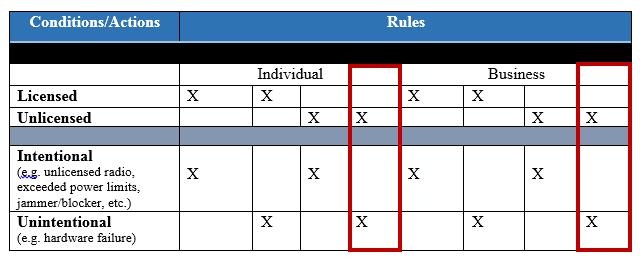 Conditions/Actions Rules
Individual Business
Licensed X X X X
Unlicensed X X X X
Intentional
(e.g. unlicensed radio,
exceeded power limits,
jammer/blocker, etc.) X X X X
Unintentional X X X X
(e.g. hardware failure)